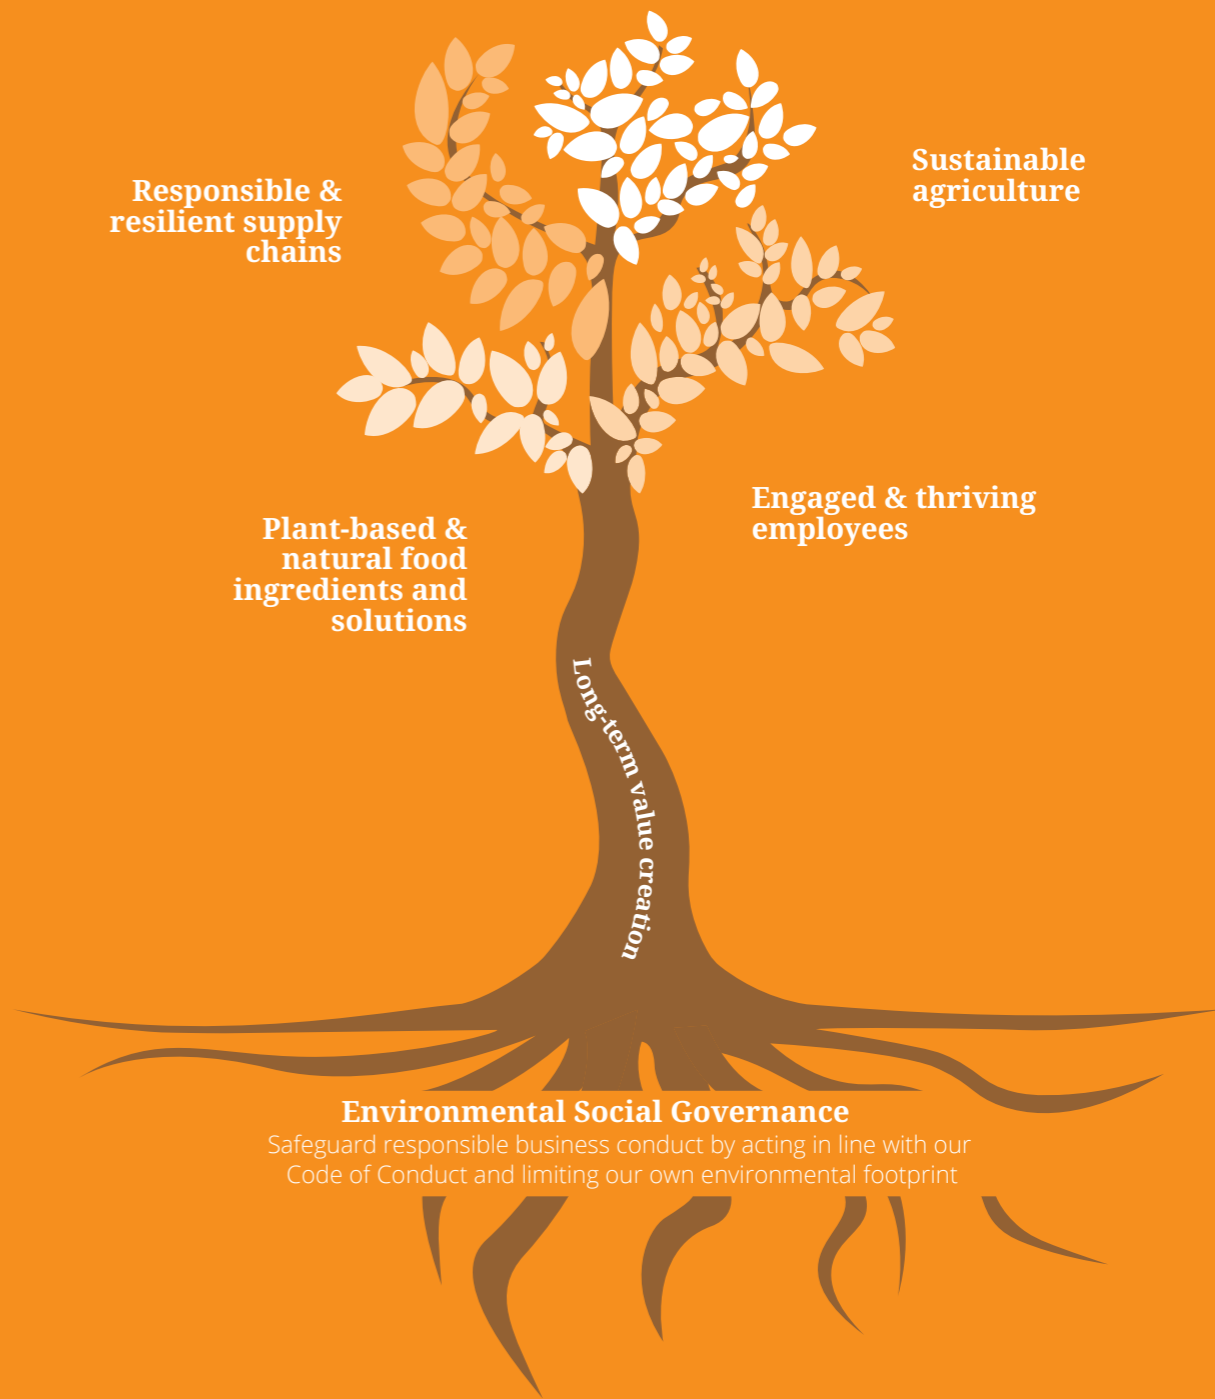 Sustainable
agriculture
Responsible &
resilient supply
chains
Engaged & thriving
employees
Plant-based &
natural food
ingredients and
solutions
Long-term value creation
Environmental Social Governance
Safeguard responsible business conduct by acting in line with our
Code of Conduct and limiting our own environmental footprint